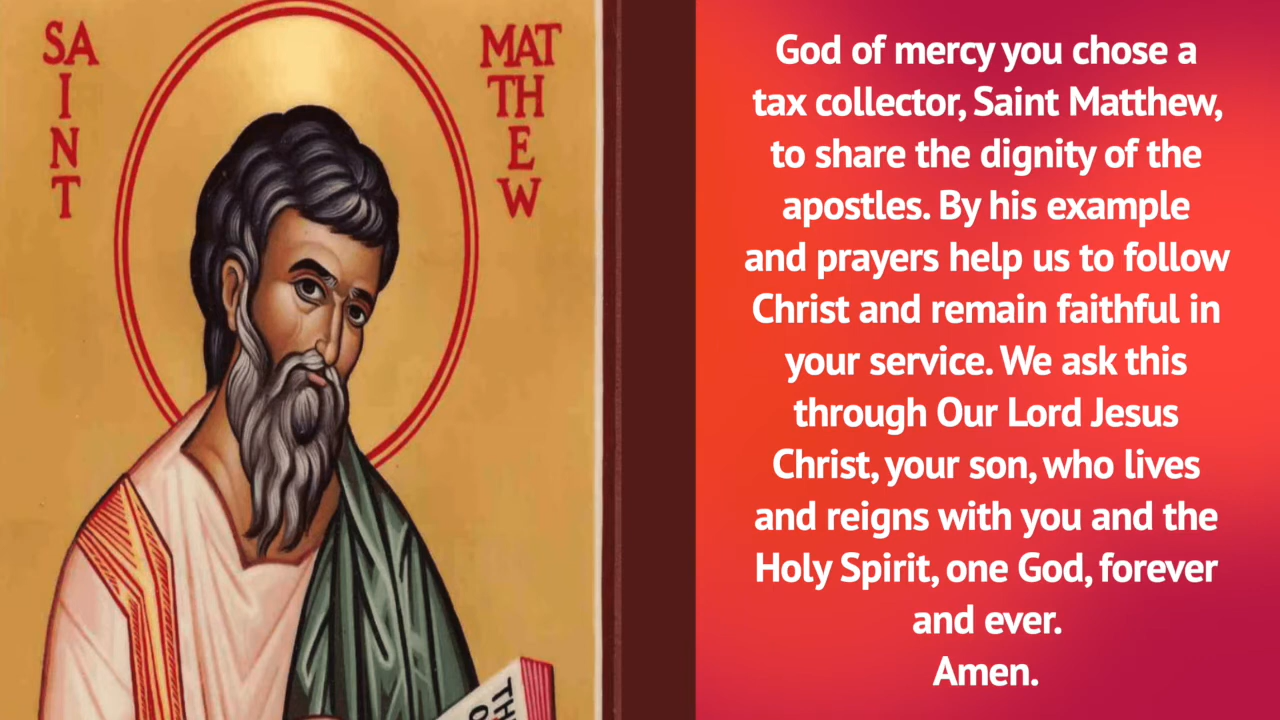 SA
I
N
T
MAT
TH
E
W
God of mercy you chose a
tax collector, Saint Matthew,
to share the dignity of the
apostles. By his example
and prayers help us to follow
Christ and remain faithful in
your service. We ask this
through Our Lord Jesus
Christ, your son, who lives
and reigns with you and the
Holy Spirit, one God, forever
and ever.
Amen.